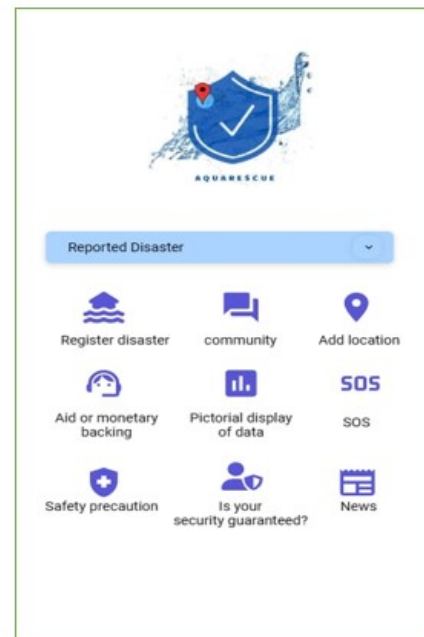 AQUARESCUE
Reported Disaster
Register disaster
community
Add location
Aid or monetary
backing
Pictorial display
of data
SOS
SOS
Safety precaution
Is your
security guaranteed?
News